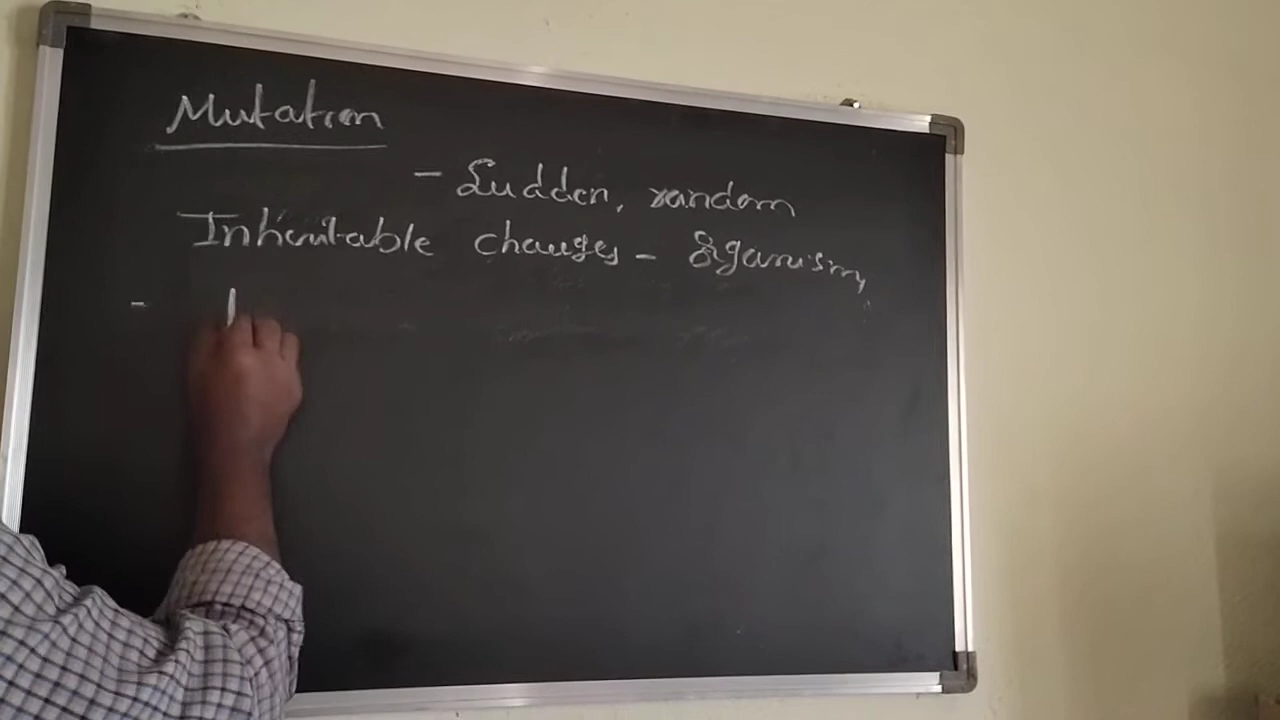 Mutation
- Sudden, random
Inheritable changes - Organism,
-